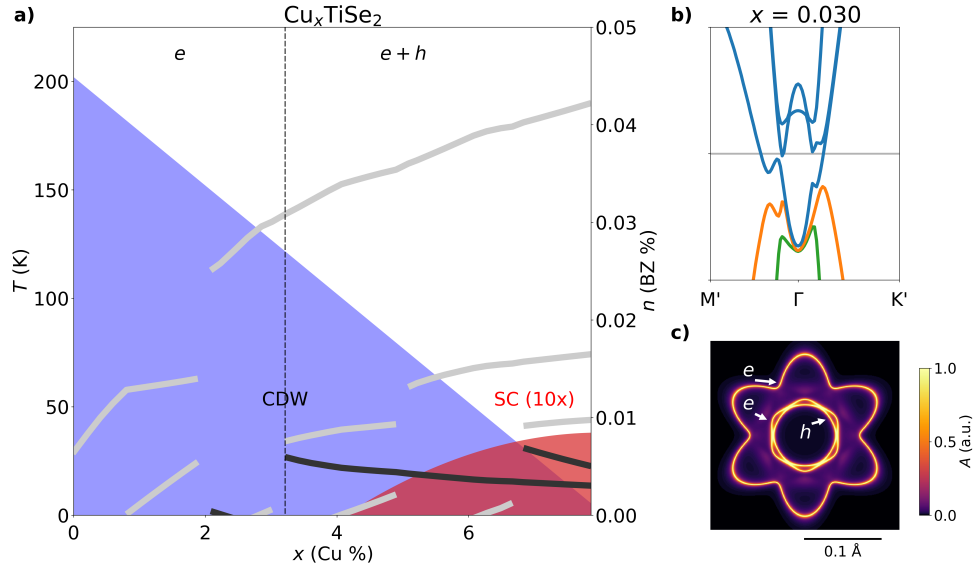 a)
CuₓTiSe₂
e
e + h
CDW
SC (10x)
T (K)
0
50
100
150
200
x (Cu %)
0
2
4
6
n (BZ %)
0.00
0.01
0.02
0.03
0.04
0.05
b)
x = 0.030
M'
Γ
K'
c)
e
e
h
0.1 Å
A (a.u.)
1.0
0.5
0.0